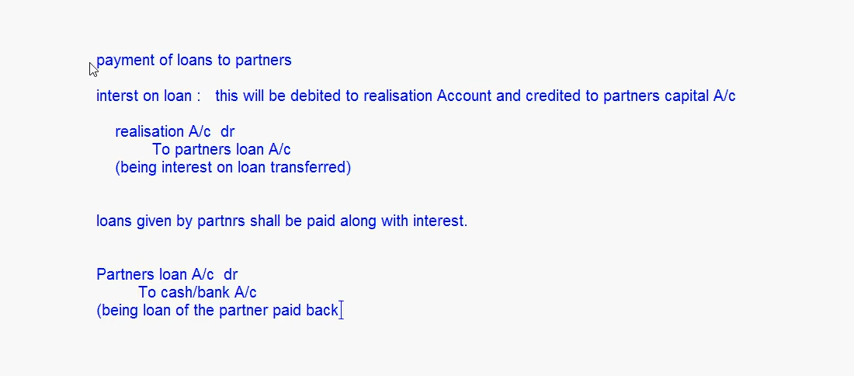 payment of loans to partners
interst on loan :   this will be debited to realisation Account and credited to partners capital A/c
realisation A/c  dr
To partners loan A/c
(being interest on loan transferred)
loans given by partnrs shall be paid along with interest.
Partners loan A/c  dr
To cash/bank A/c
(being loan of the partner paid back